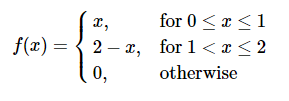 x, for 0 ≤ x ≤ 1
f(x) = { 2 − x, for 1 < x ≤ 2
0, otherwise